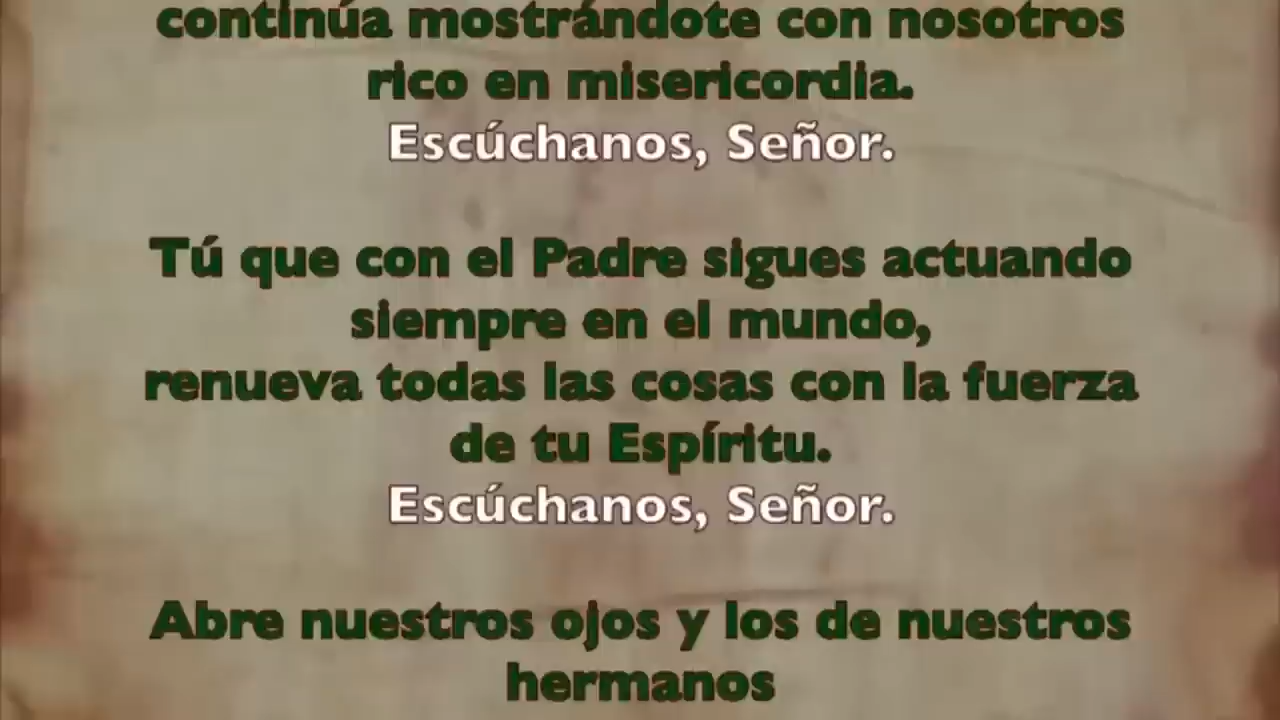 continúa mostrándote con nosotros
rico en misericordia.
Escúchanos, Señor.
Tú que con el Padre sigues actuando
siempre en el mundo,
renueva todas las cosas con la fuerza
de tu Espíritu.
Escúchanos, Señor.
Abre nuestros ojos y los de nuestros
hermanos